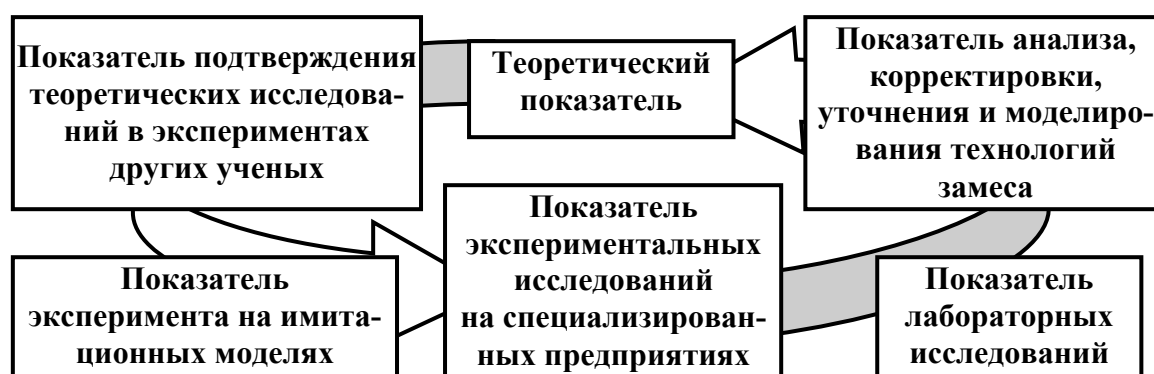 Показатель подтверждения
теоретических исследова-
ний в экспериментах
других ученых
Теоретический
показатель
Показатель анализа,
корректировки,
уточнения и моделиро-
вания технологий
замеса
Показатель
эксперимента на имита-
ционных моделях
Показатель
экспериментальных
исследований
на специализирован-
ных предприятиях
Показатель
лабораторных
исследований